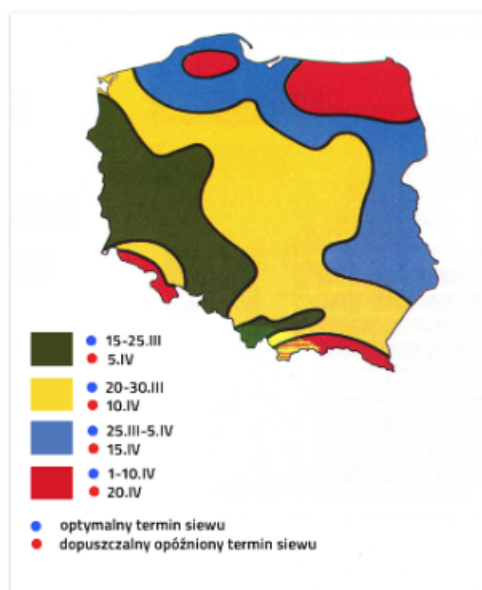 15-25.III
5.IV
20-30.III
10.IV
25.III-5.IV
15.IV
1-10.IV
20.IV
optymalny termin siewu
dopuszczalny opóźniony termin siewu